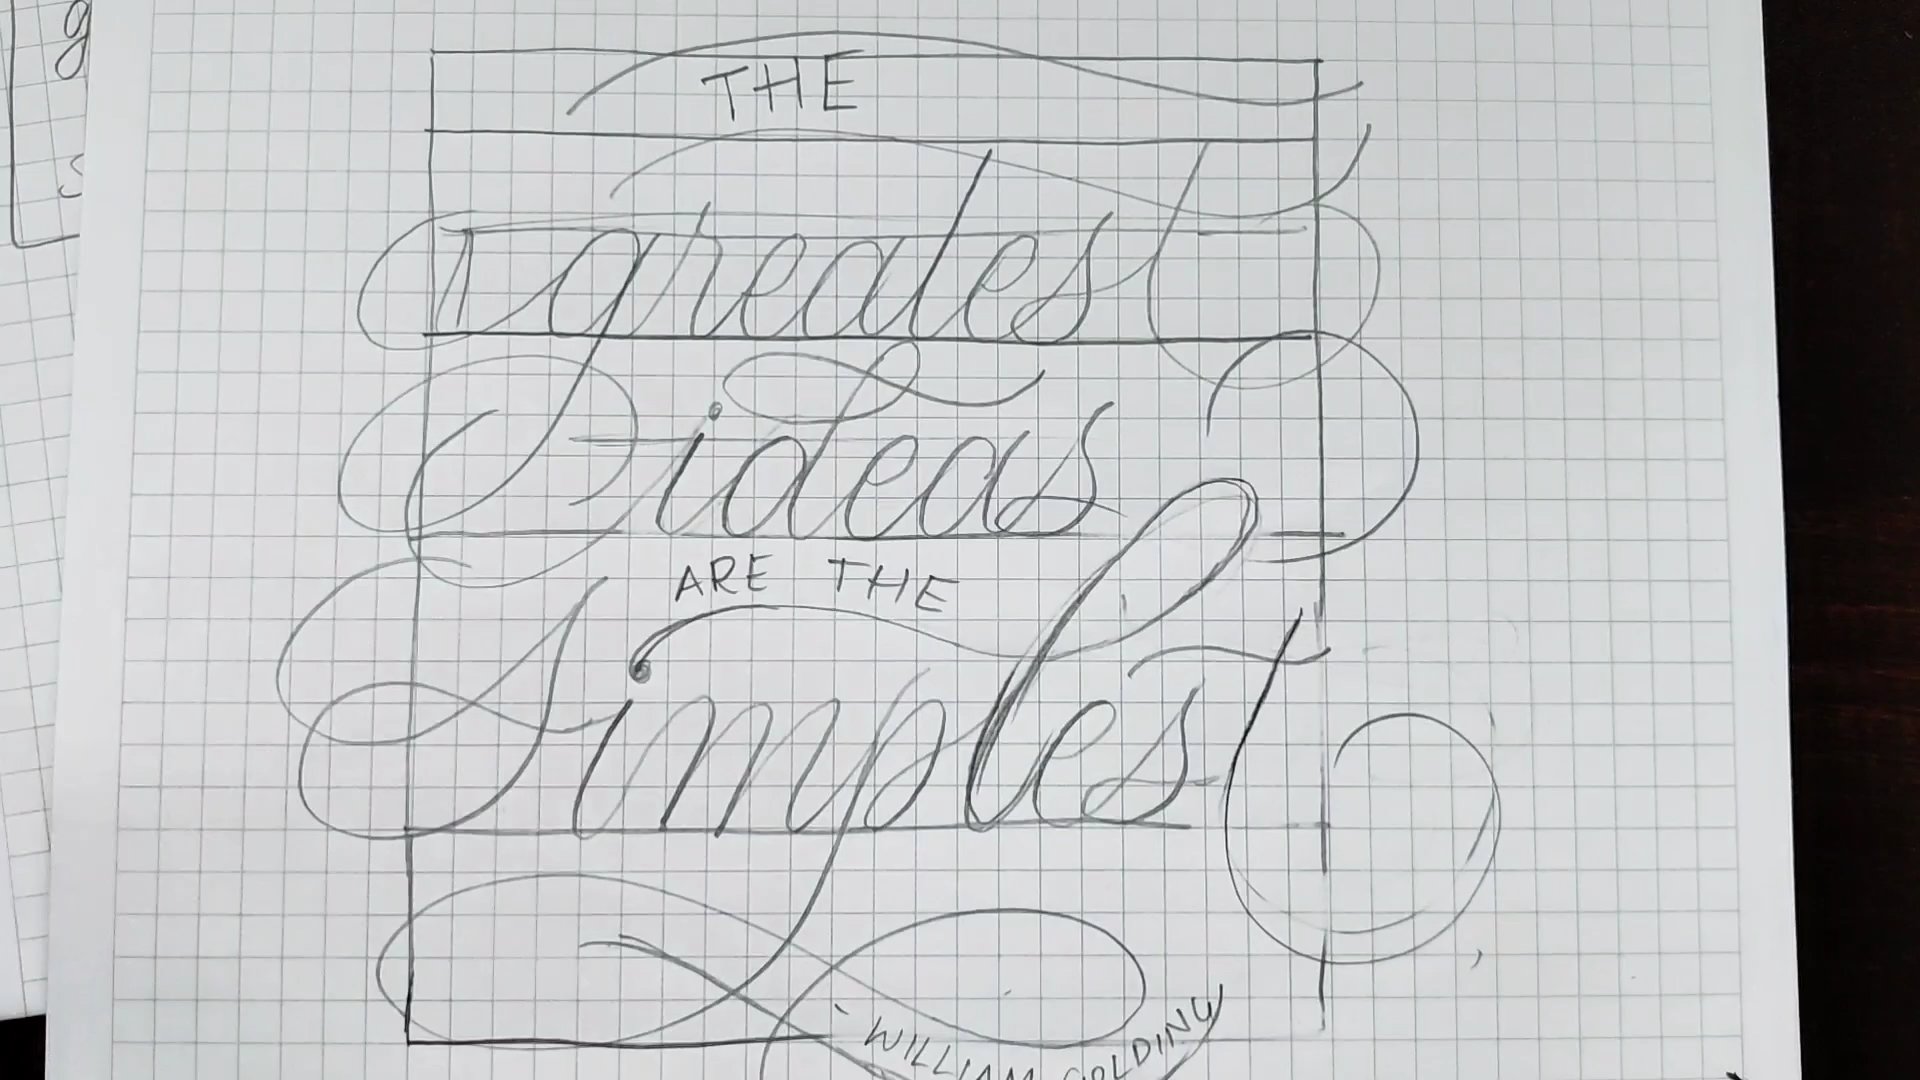 g
s
THE
greatest
ideas
ARE THE
Simplest
- WILLIAM GOLDING